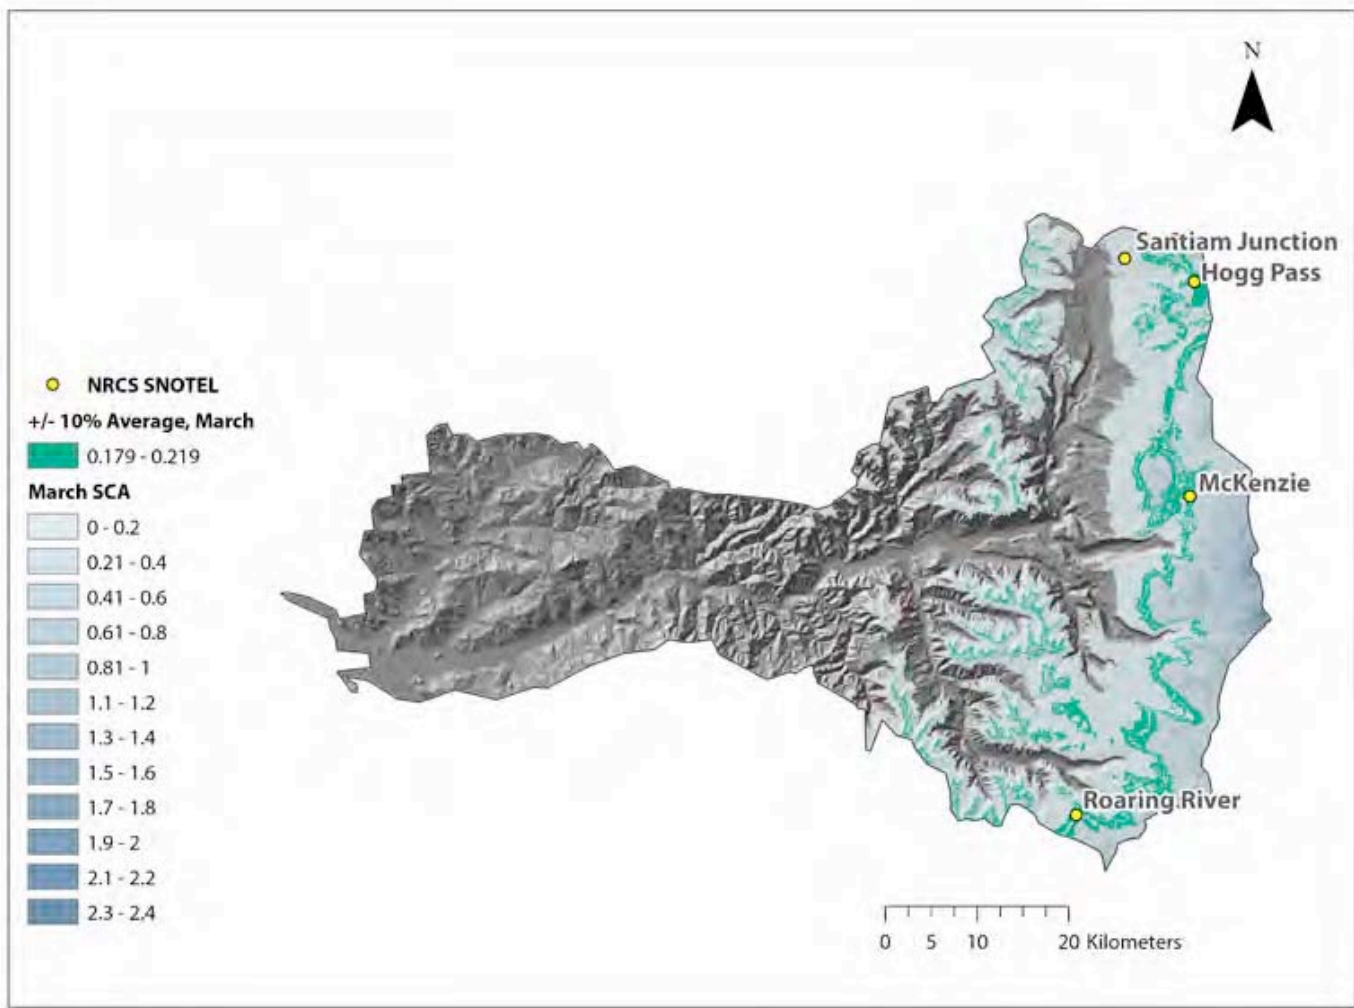 N
Santiam Junction
Hogg Pass
McKenzie
Roaring River
NRCS SNOTEL
+/- 10% Average, March
0.179 - 0.219
March SCA
0 - 0.2
0.21 - 0.4
0.41 - 0.6
0.61 - 0.8
0.81 - 1
1.1 - 1.2
1.3 - 1.4
1.5 - 1.6
1.7 - 1.8
1.9 - 2
2.1 - 2.2
2.3 - 2.4
0 5 10 20 Kilometers